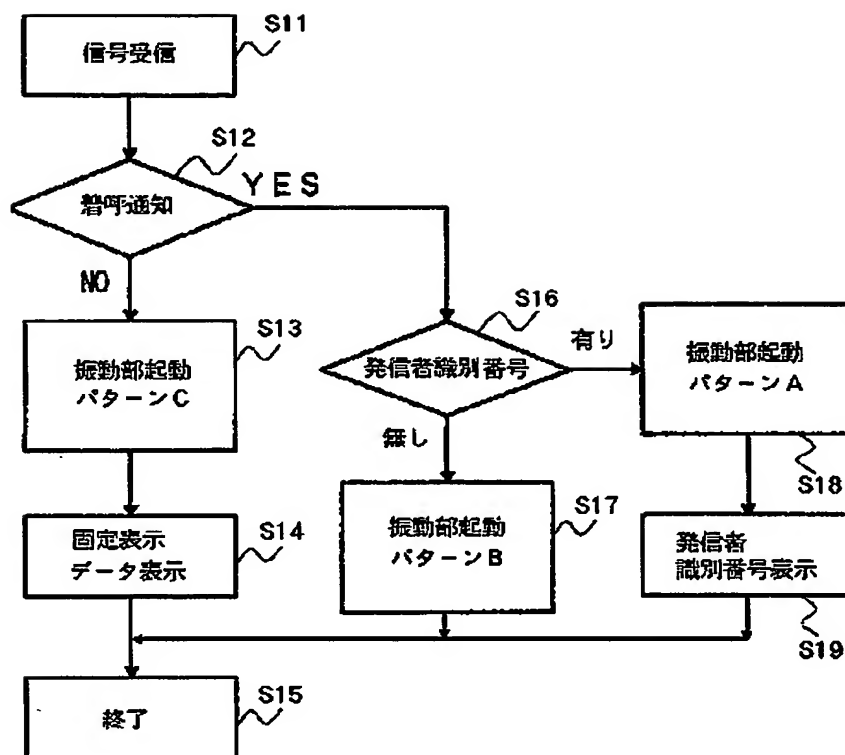 S11
信号受信
S12
着呼通知
YES
NO
S13
振動部起動
パターンC
S16
発信者識別番号
有り
無し
振動部起動
パターンA
S18
S14
固定表示
データ表示
S17
振動部起動
パターンB
発信者
識別番号表示
S19
S15
終了